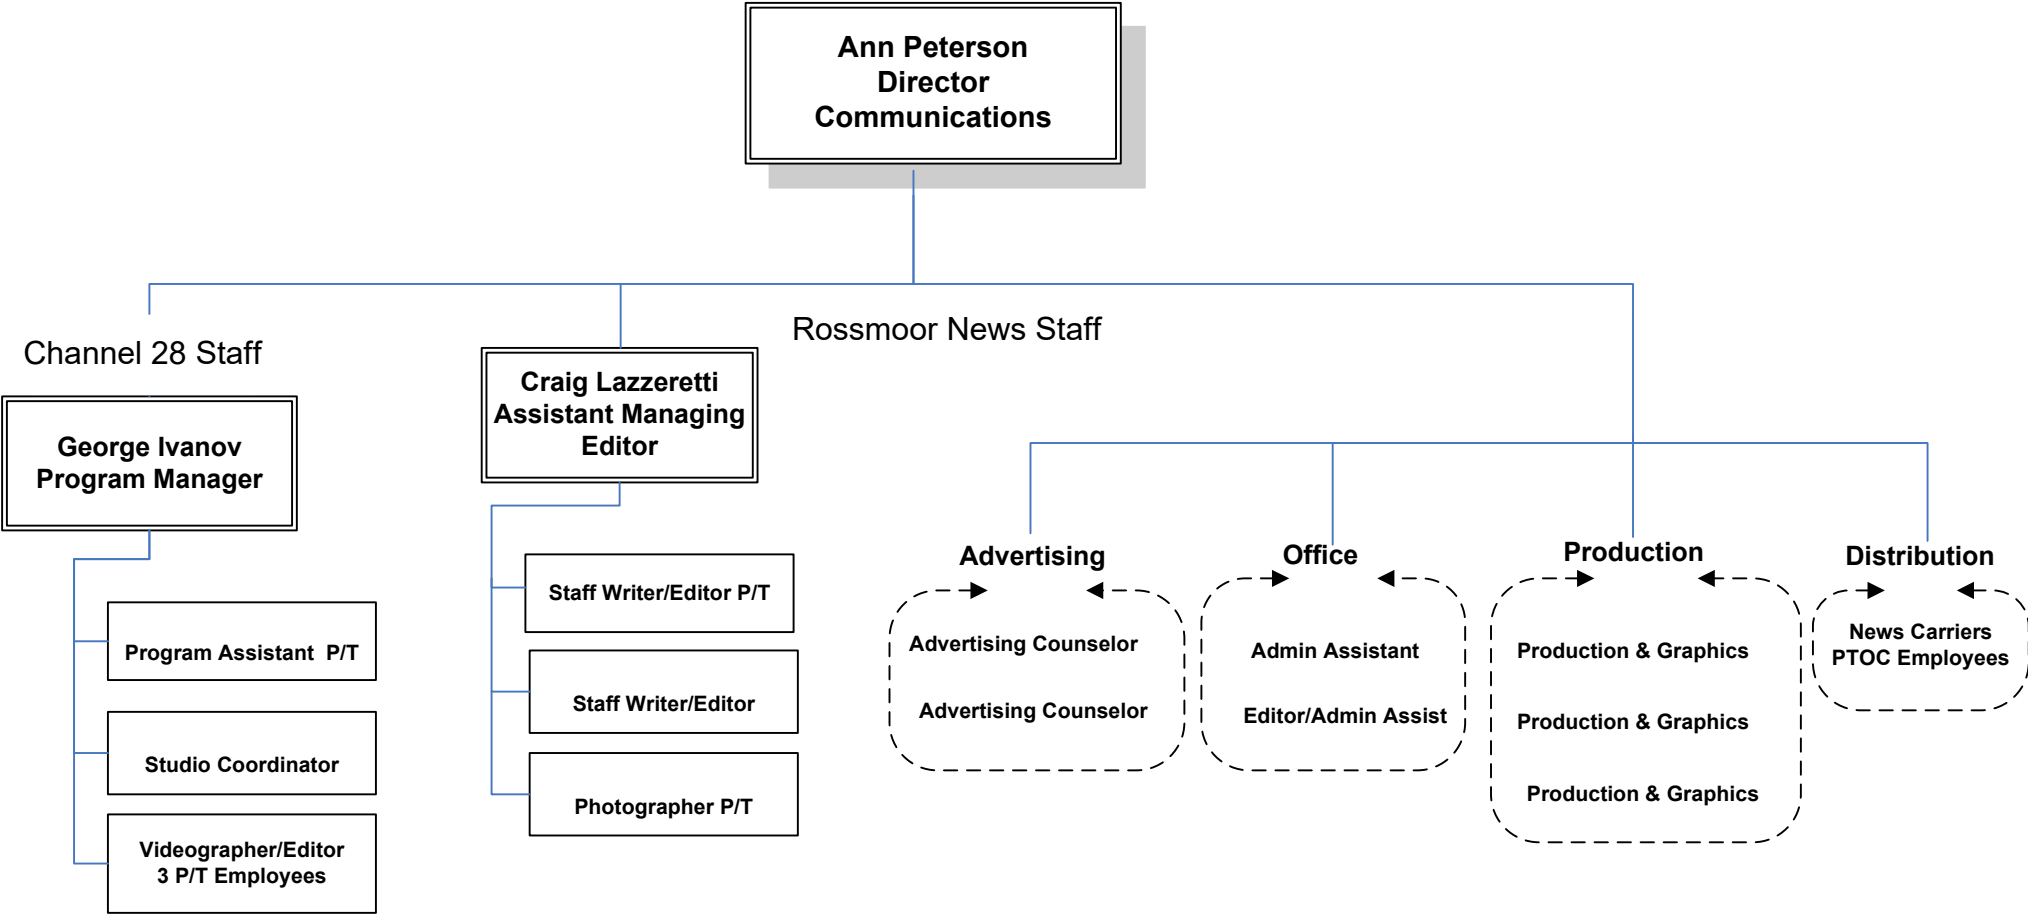 Ann Peterson
Director
Communications
Rossmoor News Staff
Channel 28 Staff
George Ivanov
Program Manager
Program Assistant P/T
Studio Coordinator
Videographer/Editor
3 P/T Employees
Craig Lazzeretti
Assistant Managing
Editor
Staff Writer/Editor P/T
Staff Writer/Editor
Photographer P/T
Advertising
Advertising Counselor
Advertising Counselor
Office
Admin Assistant
Editor/Admin Assist
Production
Production & Graphics
Production & Graphics
Production & Graphics
Distribution
News Carriers
PTOC Employees